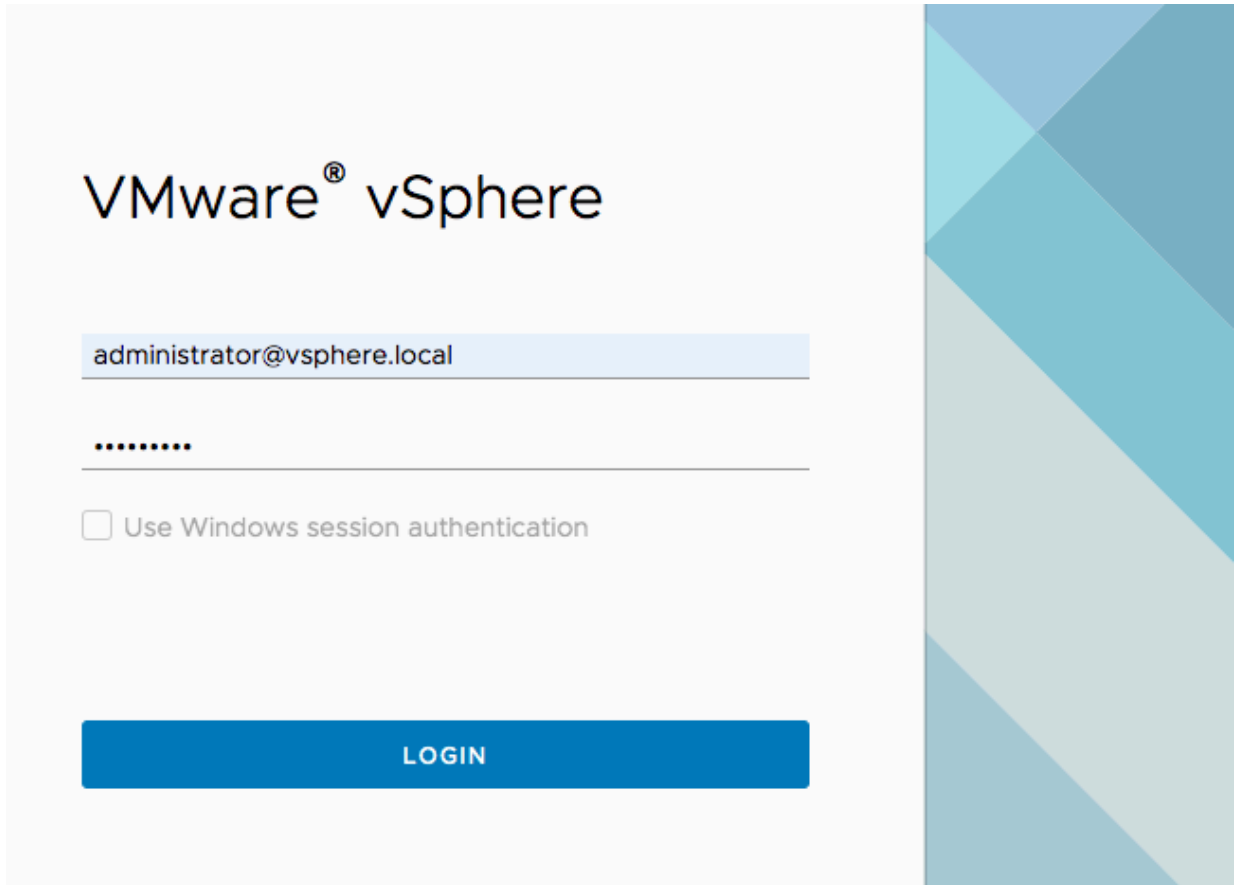 VMware® vSphere
administrator@vsphere.local
•••••••••
Use Windows session authentication
LOGIN